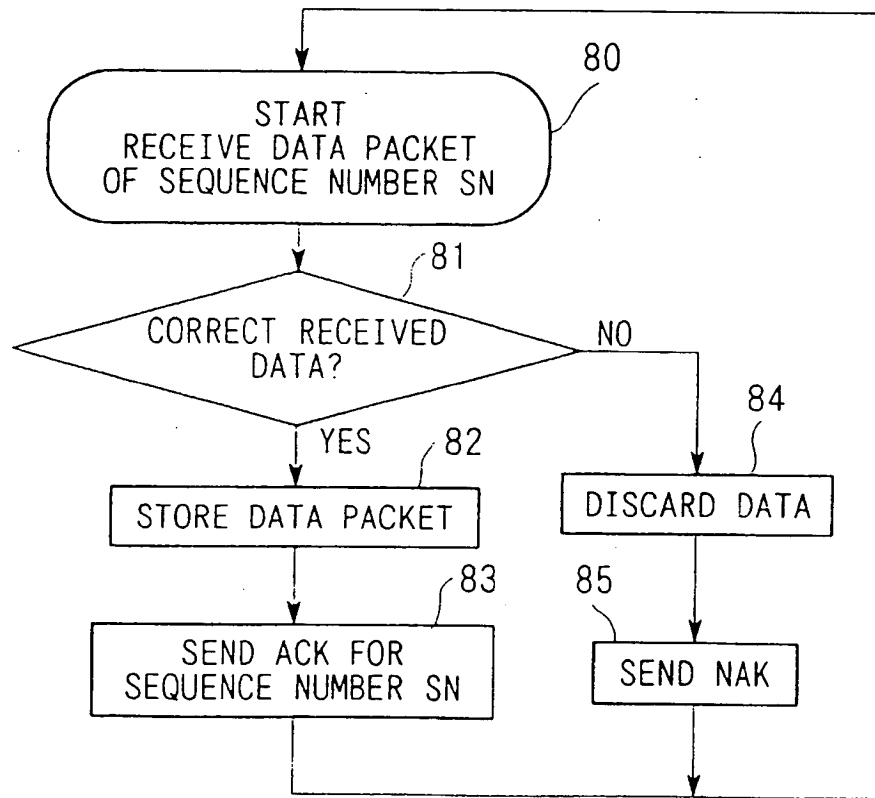 80
START
RECEIVE DATA PACKET
OF SEQUENCE NUMBER SN
81
CORRECT RECEIVED
DATA?
NO
YES
82
STORE DATA PACKET
84
DISCARD DATA
83
SEND ACK FOR
SEQUENCE NUMBER SN
85
SEND NAK